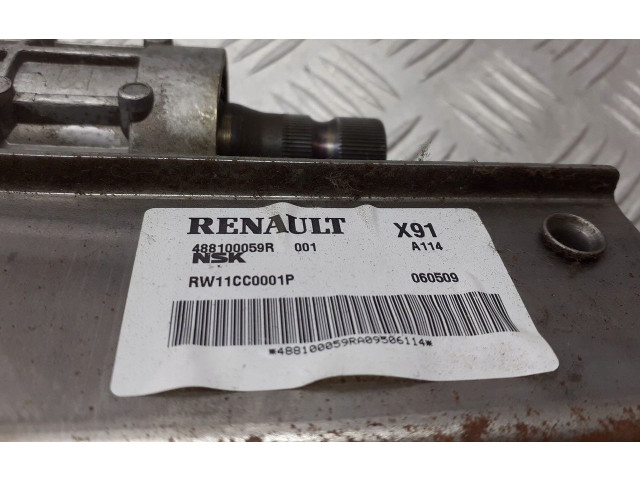 RENAULT X91
488100059R 001 A114
NSK
RW11CC0001P 060509
*488100059RA09506114*